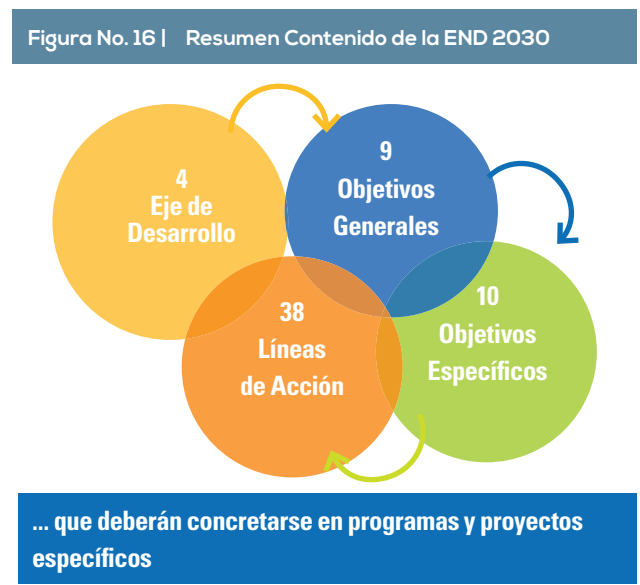 Figura No. 16 | Resumen Contenido de la END 2030
4
Eje de
Desarrollo
9
Objetivos
Generales
10
Objetivos
Específicos
38
Líneas
de Acción
... que deberán concretarse en programas y proyectos
específicos